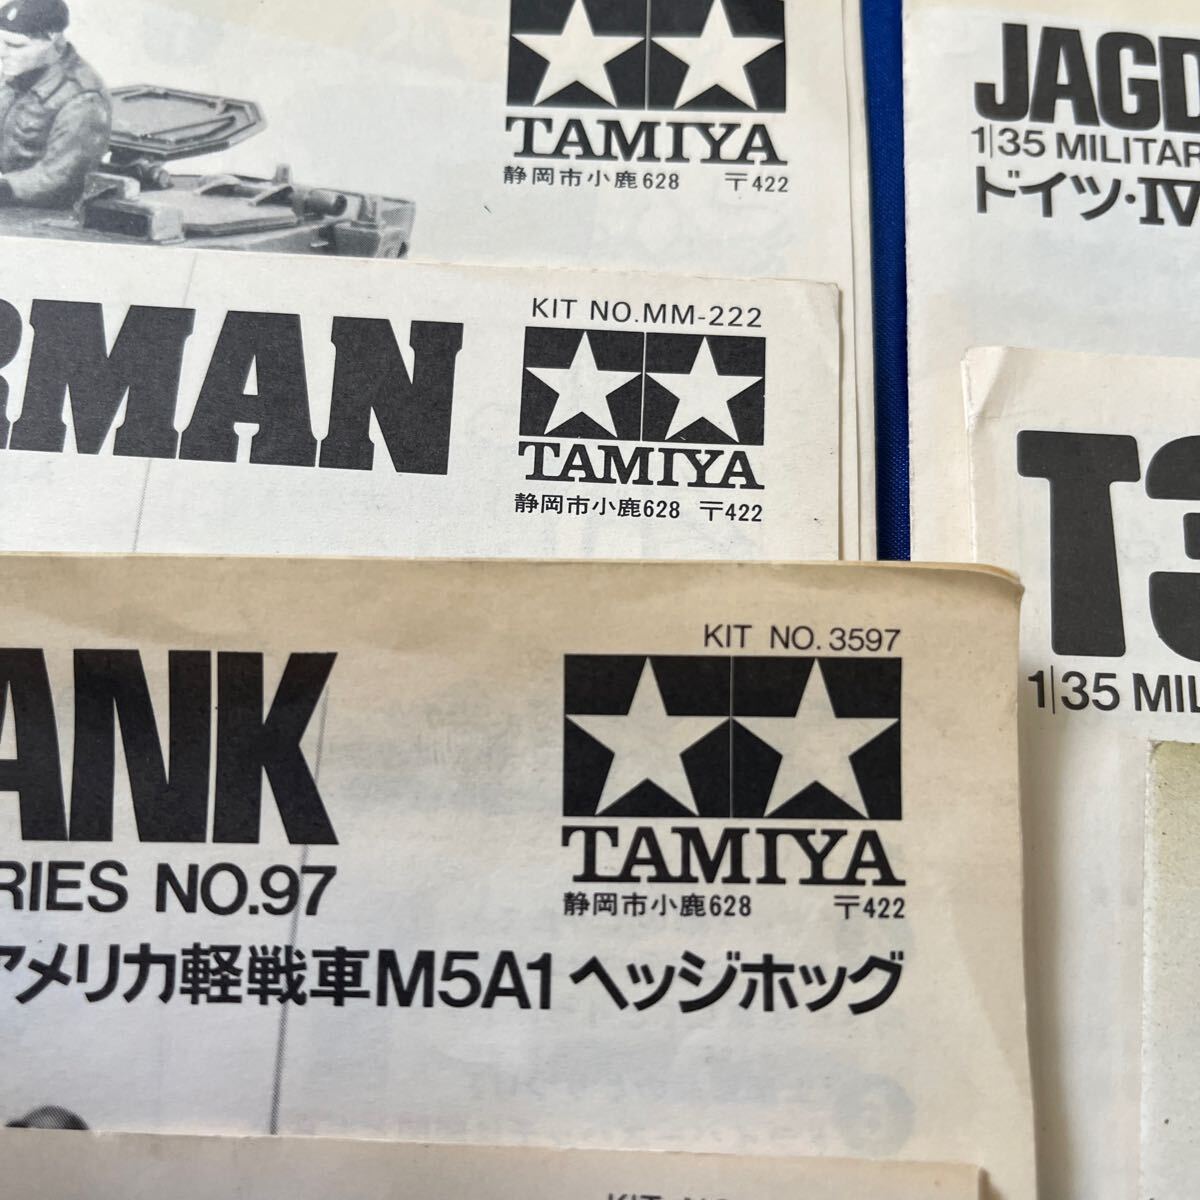 TAMIYA
静岡市小鹿628 〒422
JAGD
1/35 MILITAR
ドイツ・IV
RMAN
KIT NO.MM-222
TAMIYA
静岡市小鹿628 〒422
T3
1/35 MIL
ANK
KIT NO. 3597
TAMIYA
静岡市小鹿628 〒422
RIES NO.97
アメリカ軽戦車M5A1 ヘッジホッグ